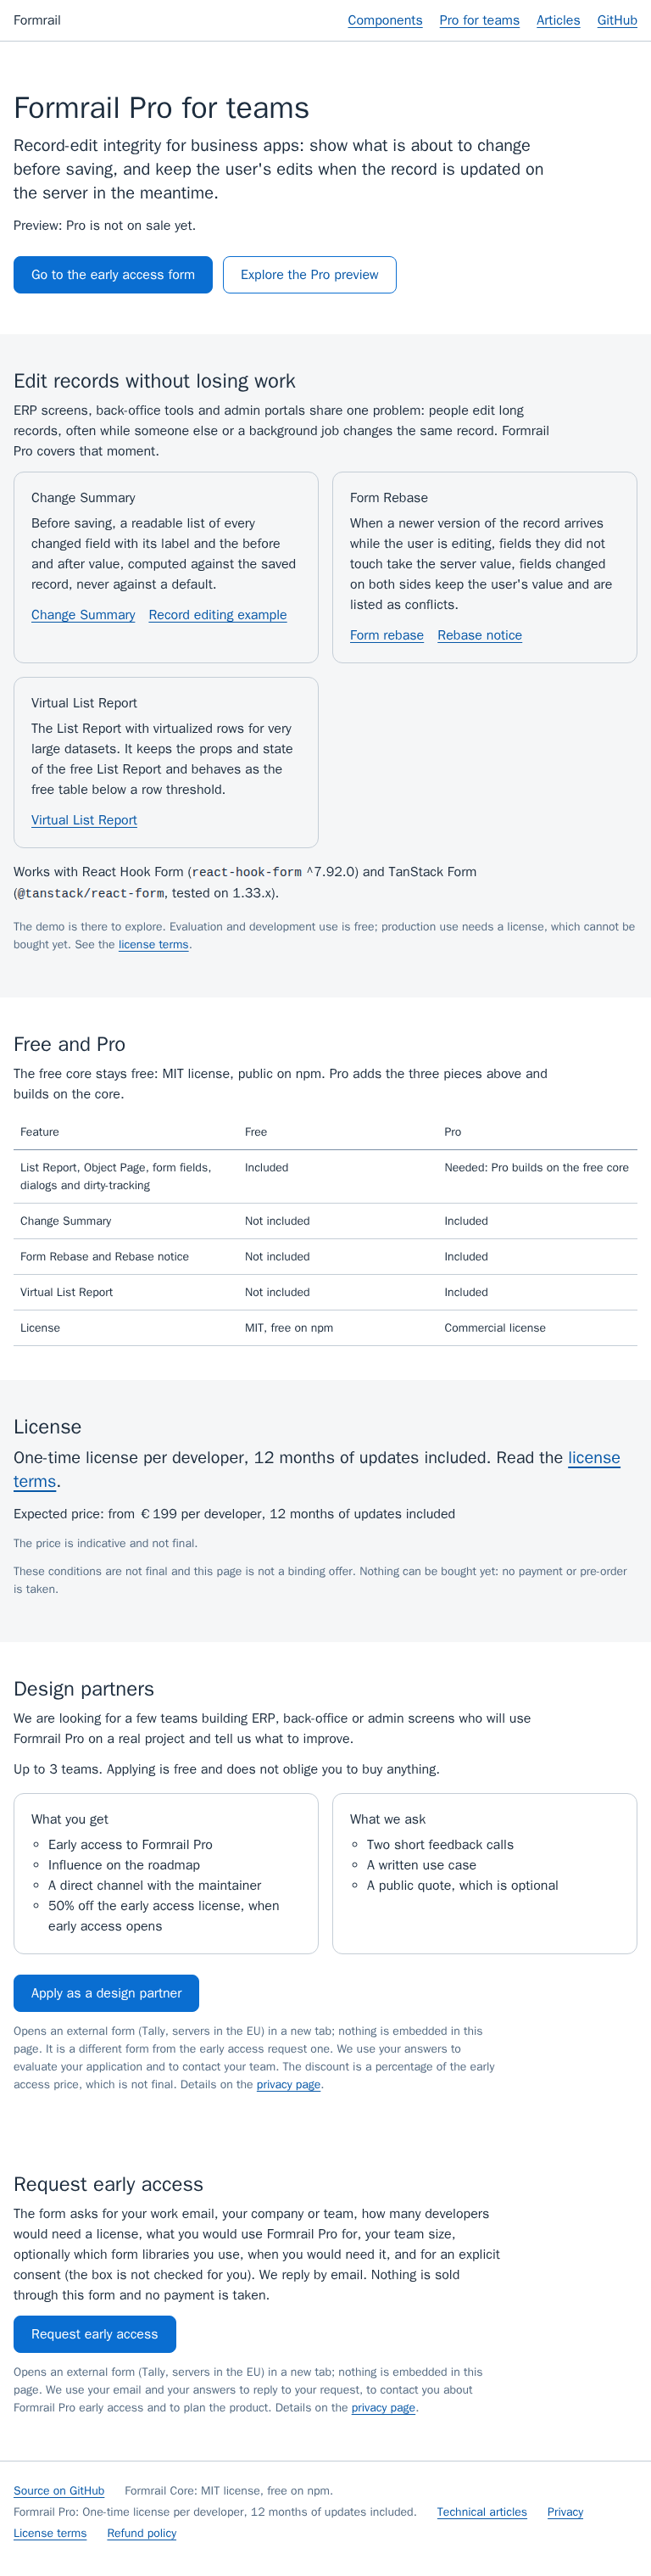 Formrail
Components Pro for teams Articles GitHub
Formrail Pro for teams
Record-edit integrity for business apps: show what is about to change
before saving, and keep the user's edits when the record is updated on
the server in the meantime.
Preview: Pro is not on sale yet.
Go to the early access form
Explore the Pro preview
Edit records without losing work
ERP screens, back-office tools and admin portals share one problem: people edit long
records, often while someone else or a background job changes the same record. Formrail
Pro covers that moment.
Change Summary
Before saving, a readable list of every
changed field with its label and the before
and after value, computed against the saved
record, never against a default.
Change Summary Record editing example
Form Rebase
When a newer version of the record arrives
while the user is editing, fields they did not
touch take the server value, fields changed
on both sides keep the user's value and are
listed as conflicts.
Form rebase Rebase notice
Virtual List Report
The List Report with virtualized rows for very
large datasets. It keeps the props and state
of the free List Report and behaves as the
free table below a row threshold.
Virtual List Report
Works with React Hook Form (react-hook-form ^7.92.0) and TanStack Form
(@tanstack/react-form, tested on 1.33.x).
The demo is there to explore. Evaluation and development use is free; production use needs a license, which cannot be
bought yet. See the license terms.
Free and Pro
The free core stays free: MIT license, public on npm. Pro adds the three pieces above and
builds on the core.
Feature Free Pro
List Report, Object Page, form fields, Included Needed: Pro builds on the free core
dialogs and dirty-tracking
Change Summary Not included Included
Form Rebase and Rebase notice Not included Included
Virtual List Report Not included Included
License MIT, free on npm Commercial license
License
One-time license per developer, 12 months of updates included. Read the license
terms.
Expected price: from €199 per developer, 12 months of updates included
The price is indicative and not final.
These conditions are not final and this page is not a binding offer. Nothing can be bought yet: no payment or pre-order
is taken.
Design partners
We are looking for a few teams building ERP, back-office or admin screens who will use
Formrail Pro on a real project and tell us what to improve.
Up to 3 teams. Applying is free and does not oblige you to buy anything.
What you get
Early access to Formrail Pro
Influence on the roadmap
A direct channel with the maintainer
50% off the early access license, when
early access opens
What we ask
Two short feedback calls
A written use case
A public quote, which is optional
Apply as a design partner
Opens an external form (Tally, servers in the EU) in a new tab; nothing is embedded in this
page. It is a different form from the early access request one. We use your answers to
evaluate your application and to contact your team. The discount is a percentage of the early
access price, which is not final. Details on the privacy page.
Request early access
The form asks for your work email, your company or team, how many developers
would need a license, what you would use Formrail Pro for, your team size,
optionally which form libraries you use, when you would need it, and for an explicit
consent (the box is not checked for you). We reply by email. Nothing is sold
through this form and no payment is taken.
Request early access
Opens an external form (Tally, servers in the EU) in a new tab; nothing is embedded in this
page. We use your email and your answers to reply to your request, to contact you about
Formrail Pro early access and to plan the product. Details on the privacy page.
Source on GitHub Formrail Core: MIT license, free on npm.
Formrail Pro: One-time license per developer, 12 months of updates included. Technical articles Privacy
License terms Refund policy